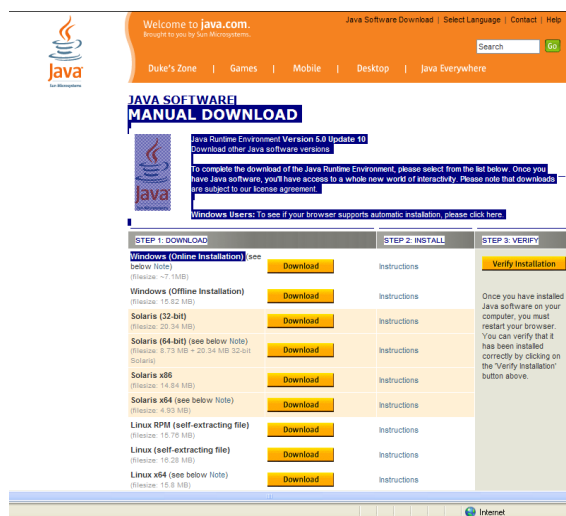 Java
Sun Microsystems
Welcome to java.com.
Brought to you by Sun Microsystems.
Java Software Download | Select Language | Contact | Help
Search Go
Duke's Zone | Games | Mobile | Desktop | Java Everywhere
JAVA SOFTWARE
MANUAL DOWNLOAD
Java
Java Runtime Environment Version 5.0 Update 10
Download other Java
software versions
To complete the download of the Java Runtime Environment, please select from the list below. Once you
have Java software, you'll have access to a whole new world of interactivity. Please note that downloads
are subject to our license agreement.
Windows Users: To see if your browser supports automatic installation, please click here.
STEP 1: DOWNLOAD STEP 2: INSTALL STEP 3: VERIFY
Windows (Online Installation) (see
below Note)
(filesize: ~7.1MB)
Download Instructions
Verify Installation
Windows (Offline Installation)
(filesize: 15.82 MB)
Download Instructions
Solaris (32-bit)
(filesize: 20.34 MB)
Download Instructions
Solaris (64-bit) (see below Note)
(filesize: 8.73 MB + 20.34 MB 32-bit
Solaris)
Download Instructions
Solaris x86
(filesize: 14.84 MB)
Download Instructions
Solaris x64 (see below Note)
(filesize: 4.93 MB)
Download Instructions
Linux RPM (self-extracting file)
(filesize: 15.76 MB)
Download Instructions
Linux (self-extracting file)
(filesize: 16.28 MB)
Download Instructions
Linux x64 (see below Note)
(filesize: 15.8 MB)
Download Instructions
Once you have installed
Java software on your
computer, you must
restart your browser.
You can verify that it
has been installed
correctly by clicking on
the 'Verify Installation'
button above.
Internet